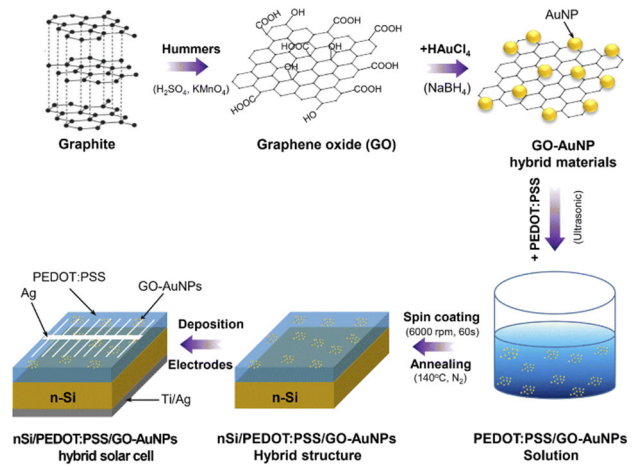 COOH
OH
COOH
HOOC
OH
COOH
OH
COOH
COOH
HOOC
COOH
HO
Hummers
(H2SO4, KMnO4)
AuNP
+HAuCl4
(NaBH4)
Graphite
Graphene oxide (GO)
GO-AuNP
hybrid materials
+ PEDOT:PSS
(Ultrasonic)
PEDOT:PSS
GO-AuNPs
Ag
Deposition
Electrodes
n-Si
Ti/Ag
n-Si
Spin coating
(6000 rpm, 60s)
Annealing
(140°C, N2)
nSi/PEDOT:PSS/GO-AuNPs
hybrid solar cell
nSi/PEDOT:PSS/GO-AuNPs
Hybrid structure
PEDOT:PSS/GO-AuNPs
Solution